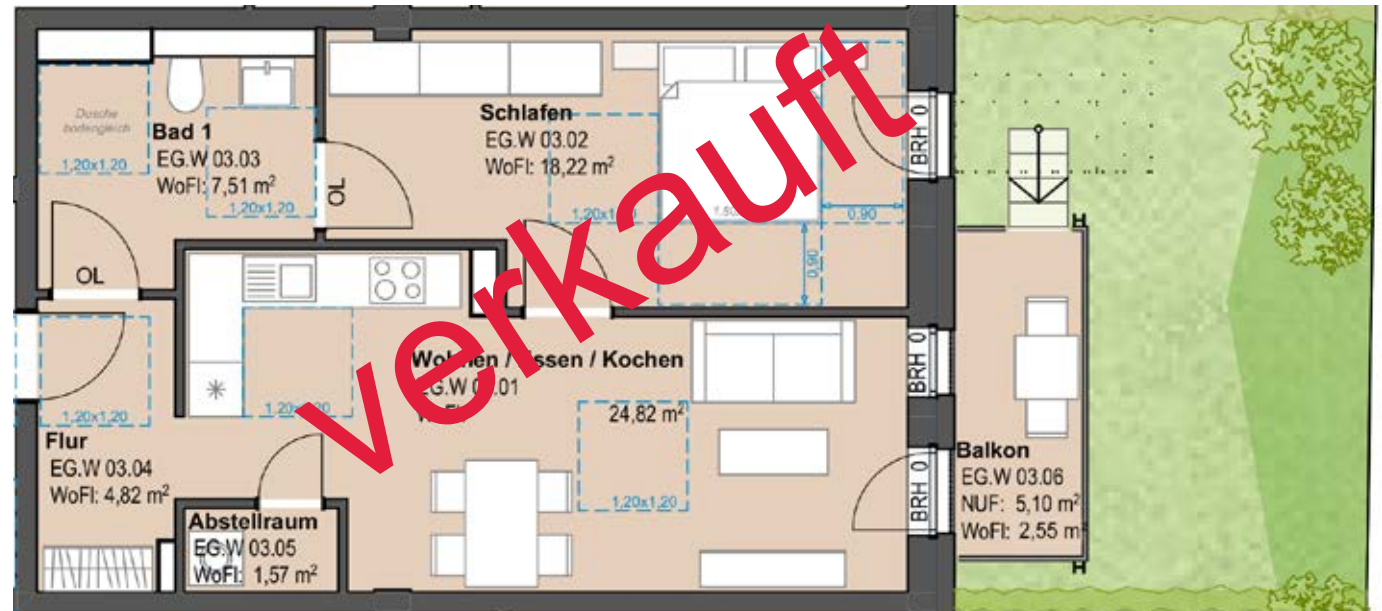 Dusche
bodengleich
1,20x1,20
Bad 1
EG.W 03.03
WoFl: 7,51 m²
1,20x1,20
OL
OL
Schlafen
EG.W 03.02
WoFl: 18,22 m²
1,20x1,20
0,90
0,90
BRH 0
verkauft
Wohnen / Essen / Kochen
24,82 m²
1,20x1,20
1,20x1,20
BRH 0
1,20x1,20
Flur
EG.W 03.04
WoFl: 4,82 m²
Abstellraum
EG.W 03.05
WoFl: 1,57 m²
BRH 0
Balkon
EG.W 03.06
NUF: 5,10 m²
WoFl: 2,55 m²